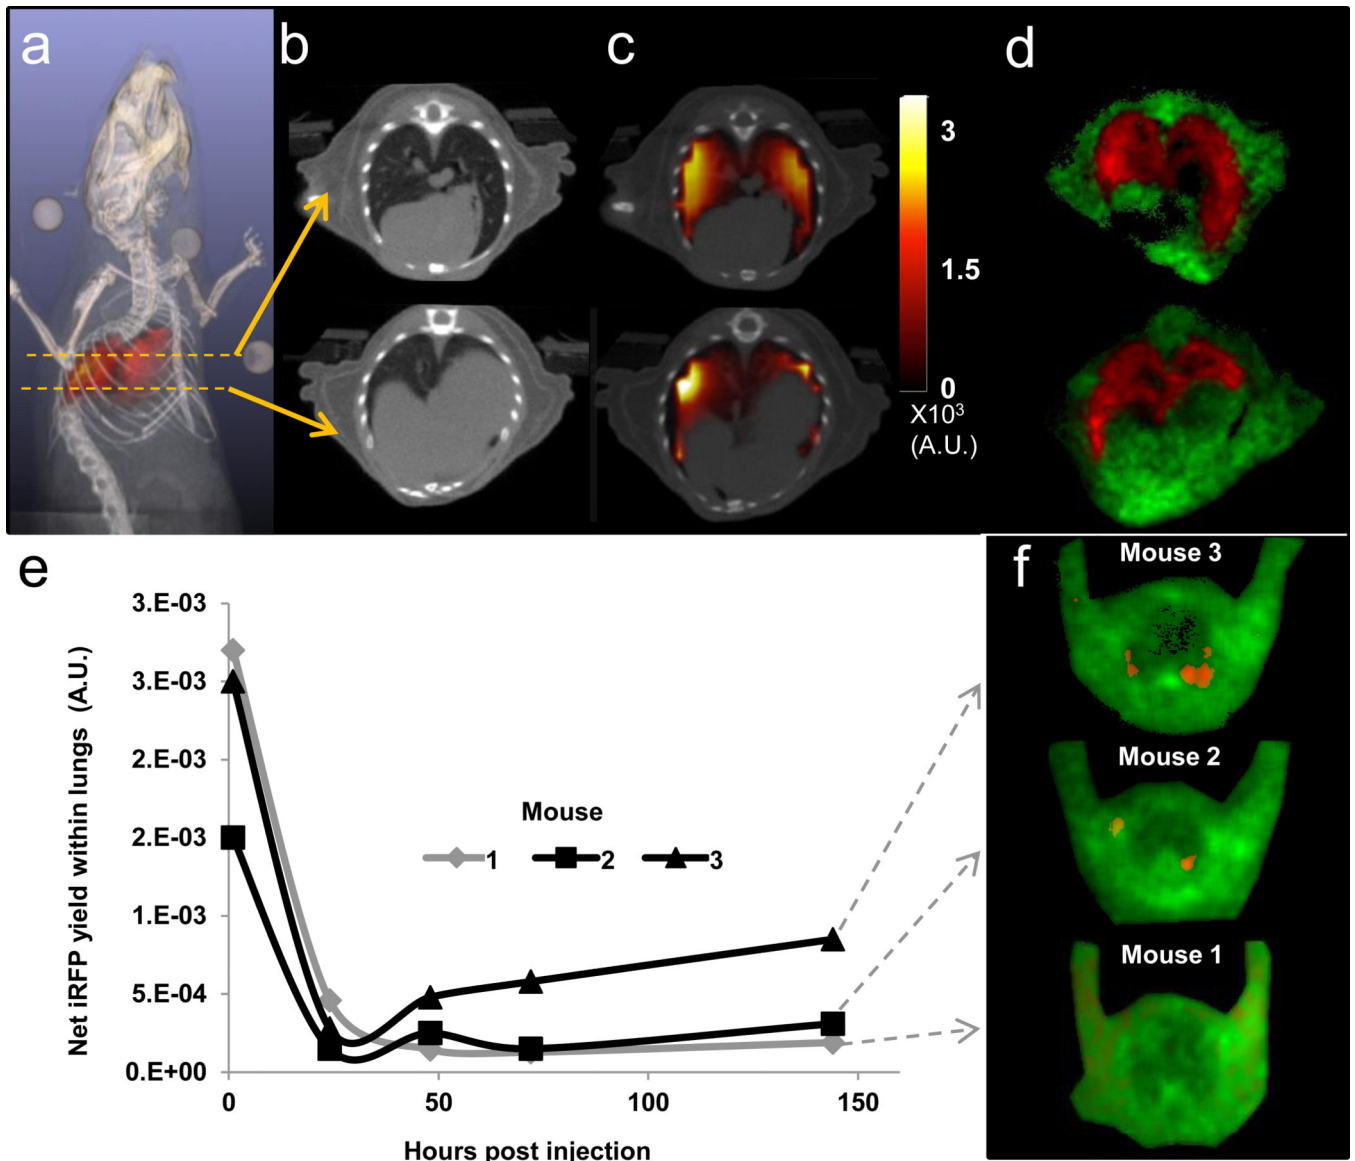 a
b
c
d
3
1.5
0
X10³
(A.U.)
e
3.E-03
3.E-03
2.E-03
2.E-03
1.E-03
5.E-04
0.E+00
Net iRFP yield within lungs (A.U.)
Mouse
1 2 3
0 50 100 150
Hours post injection
f
Mouse 3
Mouse 2
Mouse 1